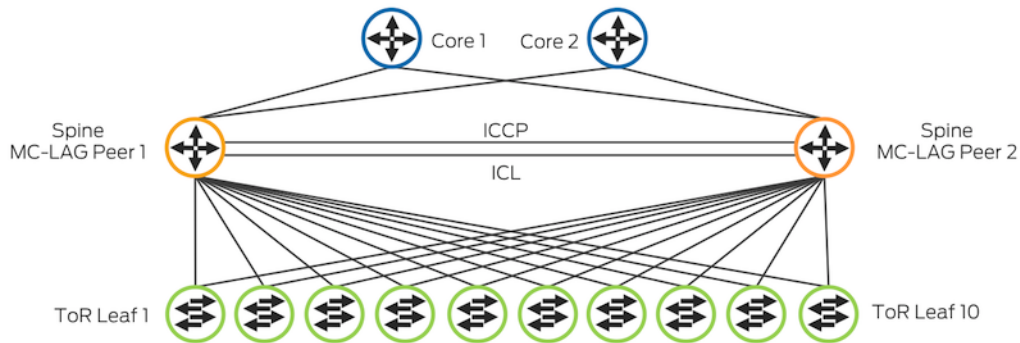 Core 1
Core 2
Spine
MC-LAG Peer 1
ICCP
ICL
Spine
MC-LAG Peer 2
ToR Leaf 1
ToR Leaf 10